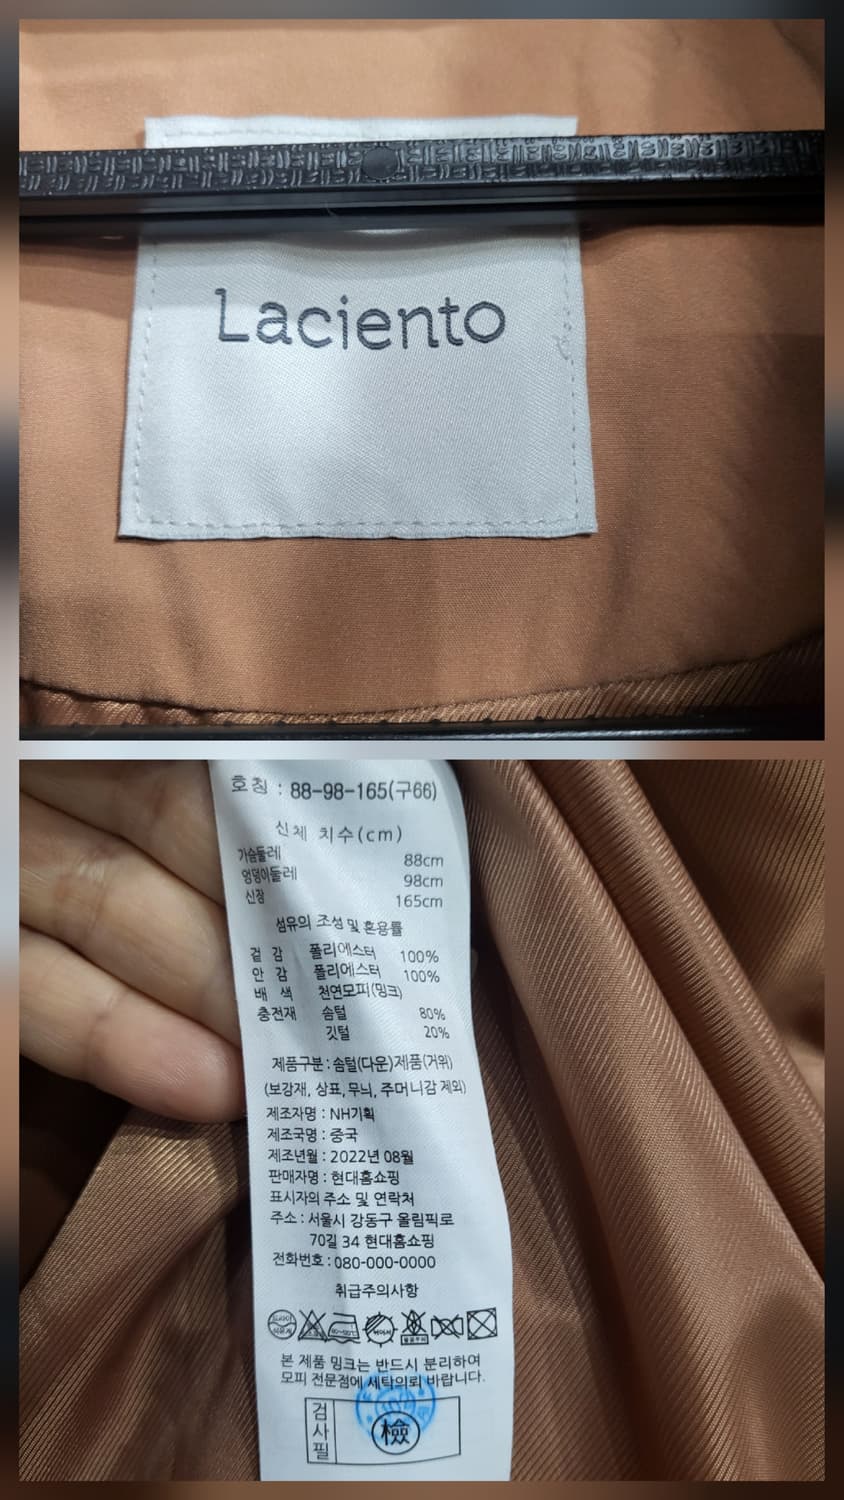 Laciento
호칭 : 88-98-165(구66)
신체 치수(cm)
가슴둘레 88cm
엉덩이둘레 98cm
신장 165cm
섬유의 조성 및 혼용률
겉 감 폴리에스터 100%
안 감 폴리에스터 100%
배 색 천연모피(밍크)
충전재 솜털 80%
깃털 20%
제품구분 : 솜털(다운)제품(거위)
(보강재, 상표, 무늬, 주머니감 제외)
제조자명 : NH기획
제조국명 : 중국
제조년월 : 2022년 08월
판매자명 : 현대홈쇼핑
표시자의 주소 및 연락처
주소 : 서울시 강동구 올림픽로
70길 34 현대홈쇼핑
전화번호 : 080-000-0000
취급주의사항
본 제품 밍크는 반드시 분리하여
모피 전문점에 세탁의뢰 바랍니다.
검사필
檢